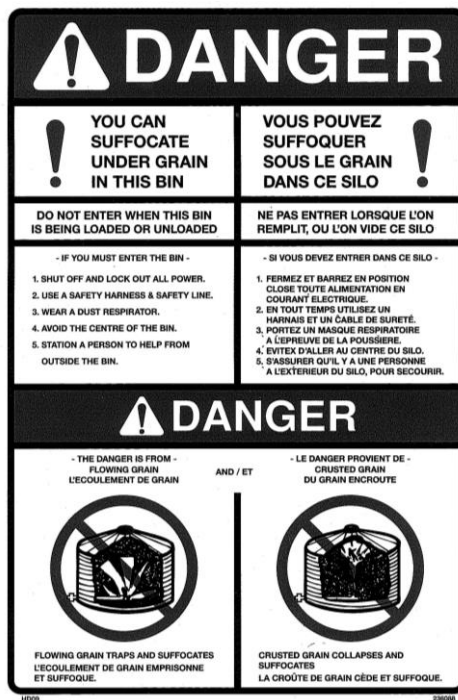 DANGER
YOU CAN
SUFFOCATE
UNDER GRAIN
IN THIS BIN
VOUS POUVEZ
SUFFOQUER
SOUS LE GRAIN
DANS CE SILO
DO NOT ENTER WHEN THIS BIN
IS BEING LOADED OR UNLOADED
NE PAS ENTRER LORSQUE L'ON
REMPLIT, OU L'ON VIDE CE SILO
- IF YOU MUST ENTER THE BIN -
1. SHUT OFF AND LOCK OUT ALL POWER.
2. USE A SAFETY HARNESS & SAFETY LINE.
3. WEAR A DUST RESPIRATOR.
4. AVOID THE CENTRE OF THE BIN.
5. STATION A PERSON TO HELP FROM
OUTSIDE THE BIN.
- SI VOUS DEVEZ ENTRER DANS CE SILO -
1. FERMEZ ET BARREZ EN POSITION
CLOSE TOUTE ALIMENTATION EN
COURANT ÉLECTRIQUE.
2. EN TOUT TEMPS UTILISEZ UN
HARNAIS ET UN CÂBLE DE SURETÉ.
3. PORTEZ UN MASQUE RESPIRATOIRE
A L'EPREUVE DE LA POUSSIERE.
4. EVITEX D'ALLER AU CENTRE DU SILO.
5. S'ASSURER QU'IL Y A UNE PERSONNE
A L'EXTERIEUR DU SILO, POUR SECOURIR.
DANGER
- THE DANGER IS FROM -
FLOWING GRAIN
L'ECOULEMENT DE GRAIN
AND / ET
- LE DANGER PROVIENT DE -
CRUSTED GRAIN
DU GRAIN ENCROUTE
FLOWING GRAIN TRAPS AND SUFFOCATES
L'ECOULEMENT DE GRAIN EMPRISONNE
ET SUFFOQUE.
CRUSTED GRAIN COLLAPSES AND
SUFFOCATES
LA CROÛTE DE GRAIN CÈDE ET SUFFOQUE.